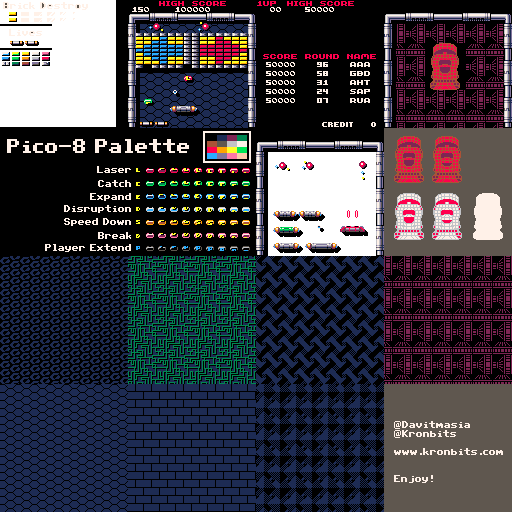 HIGH SCORE
150 100000
1UP HIGH SCORE
00 50000
SCORE ROUND NAME
50000 96 AAA
50000 58 GBD
50000 31 AHT
50000 24 SAP
50000 07 RUA
CREDIT 0
Pico-8 Palette
Laser L
Catch C
Expand E
Disruption D
Speed Down S
Break B
Player Extend P
@Davitmasia
@Kronbits
www.kronbits.com
Enjoy!